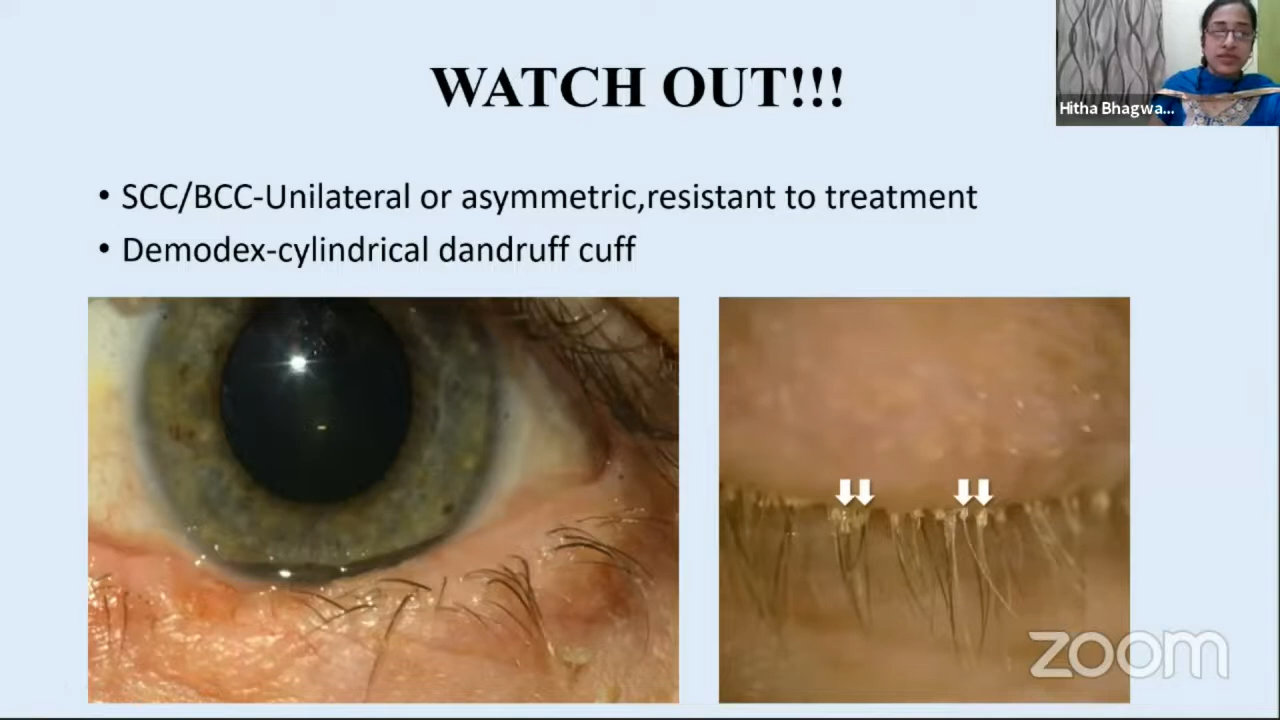 WATCH OUT!!!
Hitha Bhagwa...
• SCC/BCC-Unilateral or asymmetric,resistant to treatment
• Demodex-cylindrical dandruff cuff
zoom